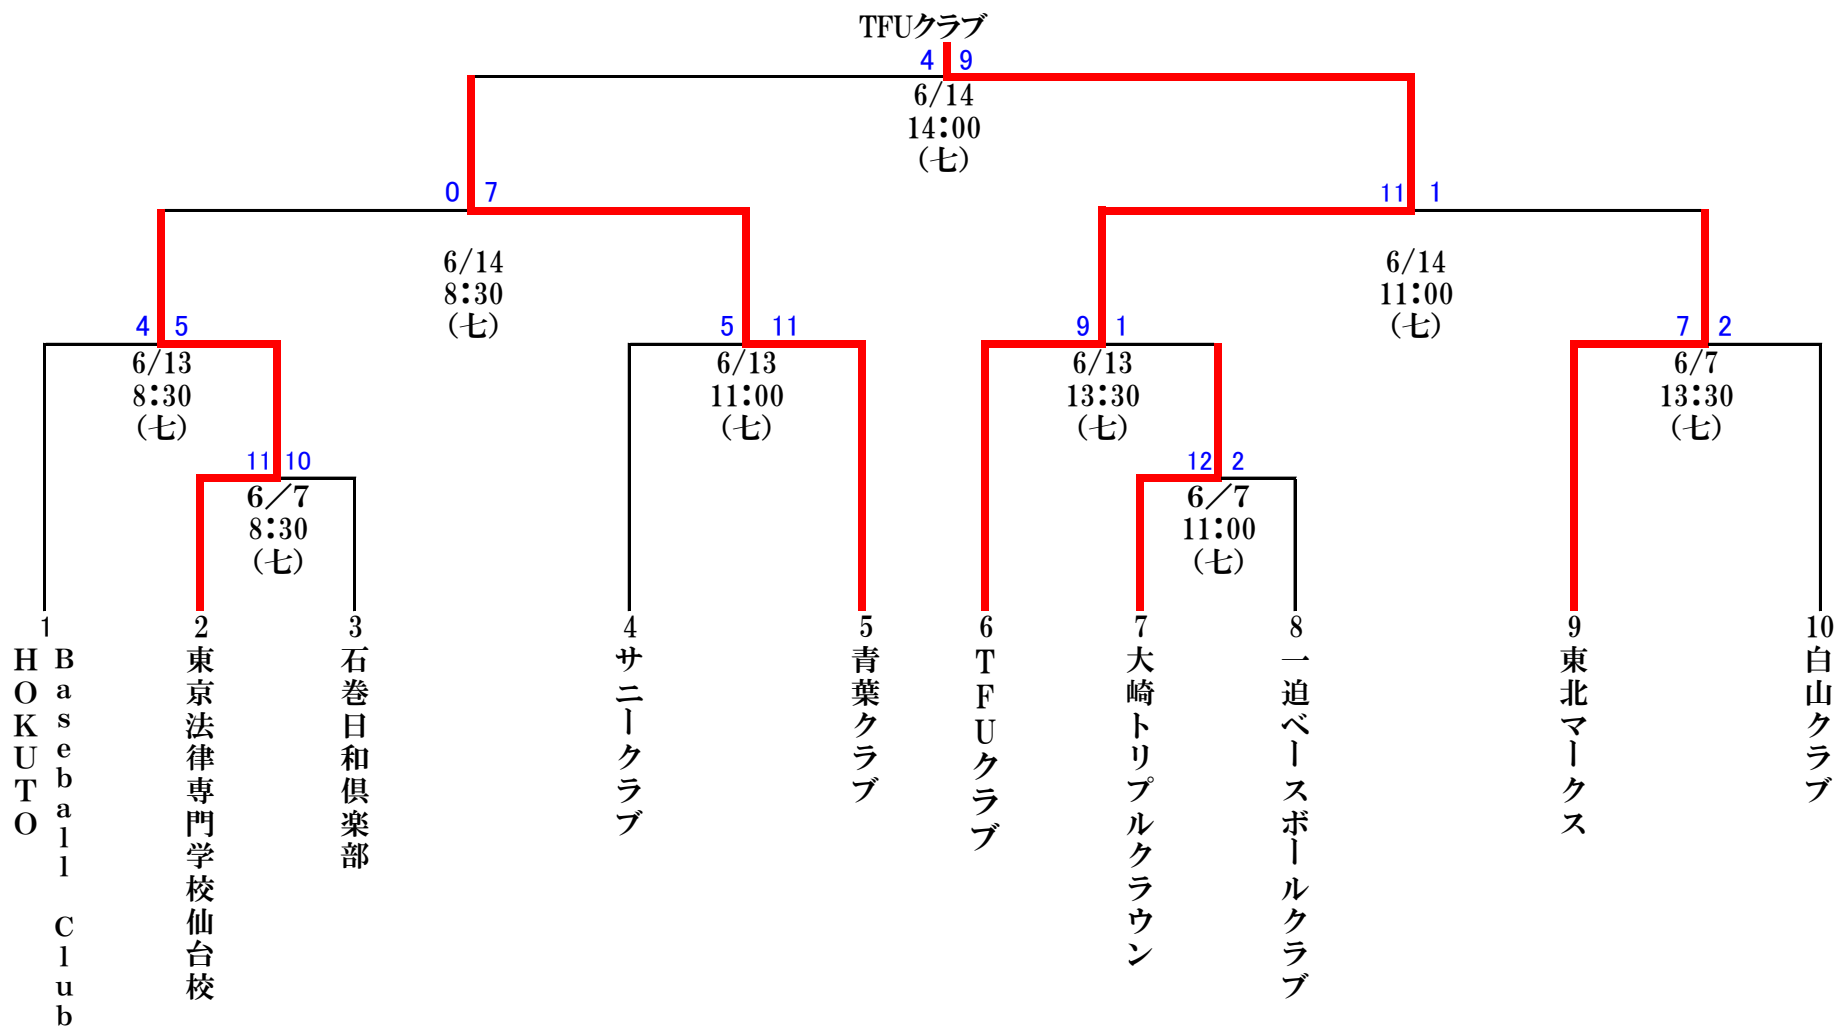 TFUクラブ
4 9
6/14
14:00
(七)
0 7
11 1
6/14
8:30
(七)
6/14
11:00
(七)
4 5
5 11
9 1
7 2
6/13
8:30
(七)
6/13
11:00
(七)
6/13
13:30
(七)
6/7
13:30
(七)
11 10
12 2
6／7
8:30
(七)
6／7
11:00
(七)
1
HOKUTO
Baseball Club
2
東京法律専門学校仙台校
3
石巻日和倶楽部
4
サニークラブ
5
青葉クラブ
6
TFUクラブ
7
大崎トリプルクラウン
8
一迫ベースボールクラブ
9
東北マークス
10
白山クラブ